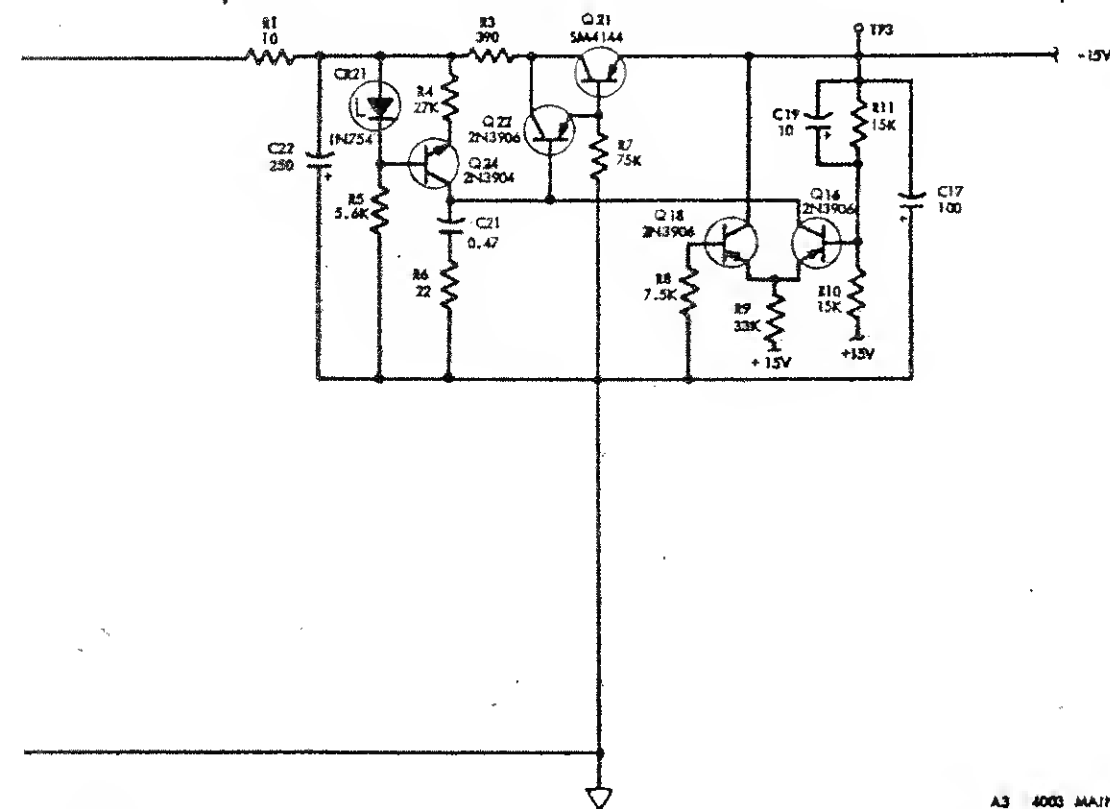 R1
10
R3
390
Q21
SM4144
TP3
-15V
CR21
1N754
R4
27K
Q22
2N3906
R7
75K
C19
10
R11
15K
C22
250
+
Q24
2N3904
R5
5.6K
C21
0.47
R6
22
Q18
2N3906
Q16
2N3906
C17
100
+
R8
7.5K
R9
33K
+15V
R10
15K
+15V
A3 4003 MAIN